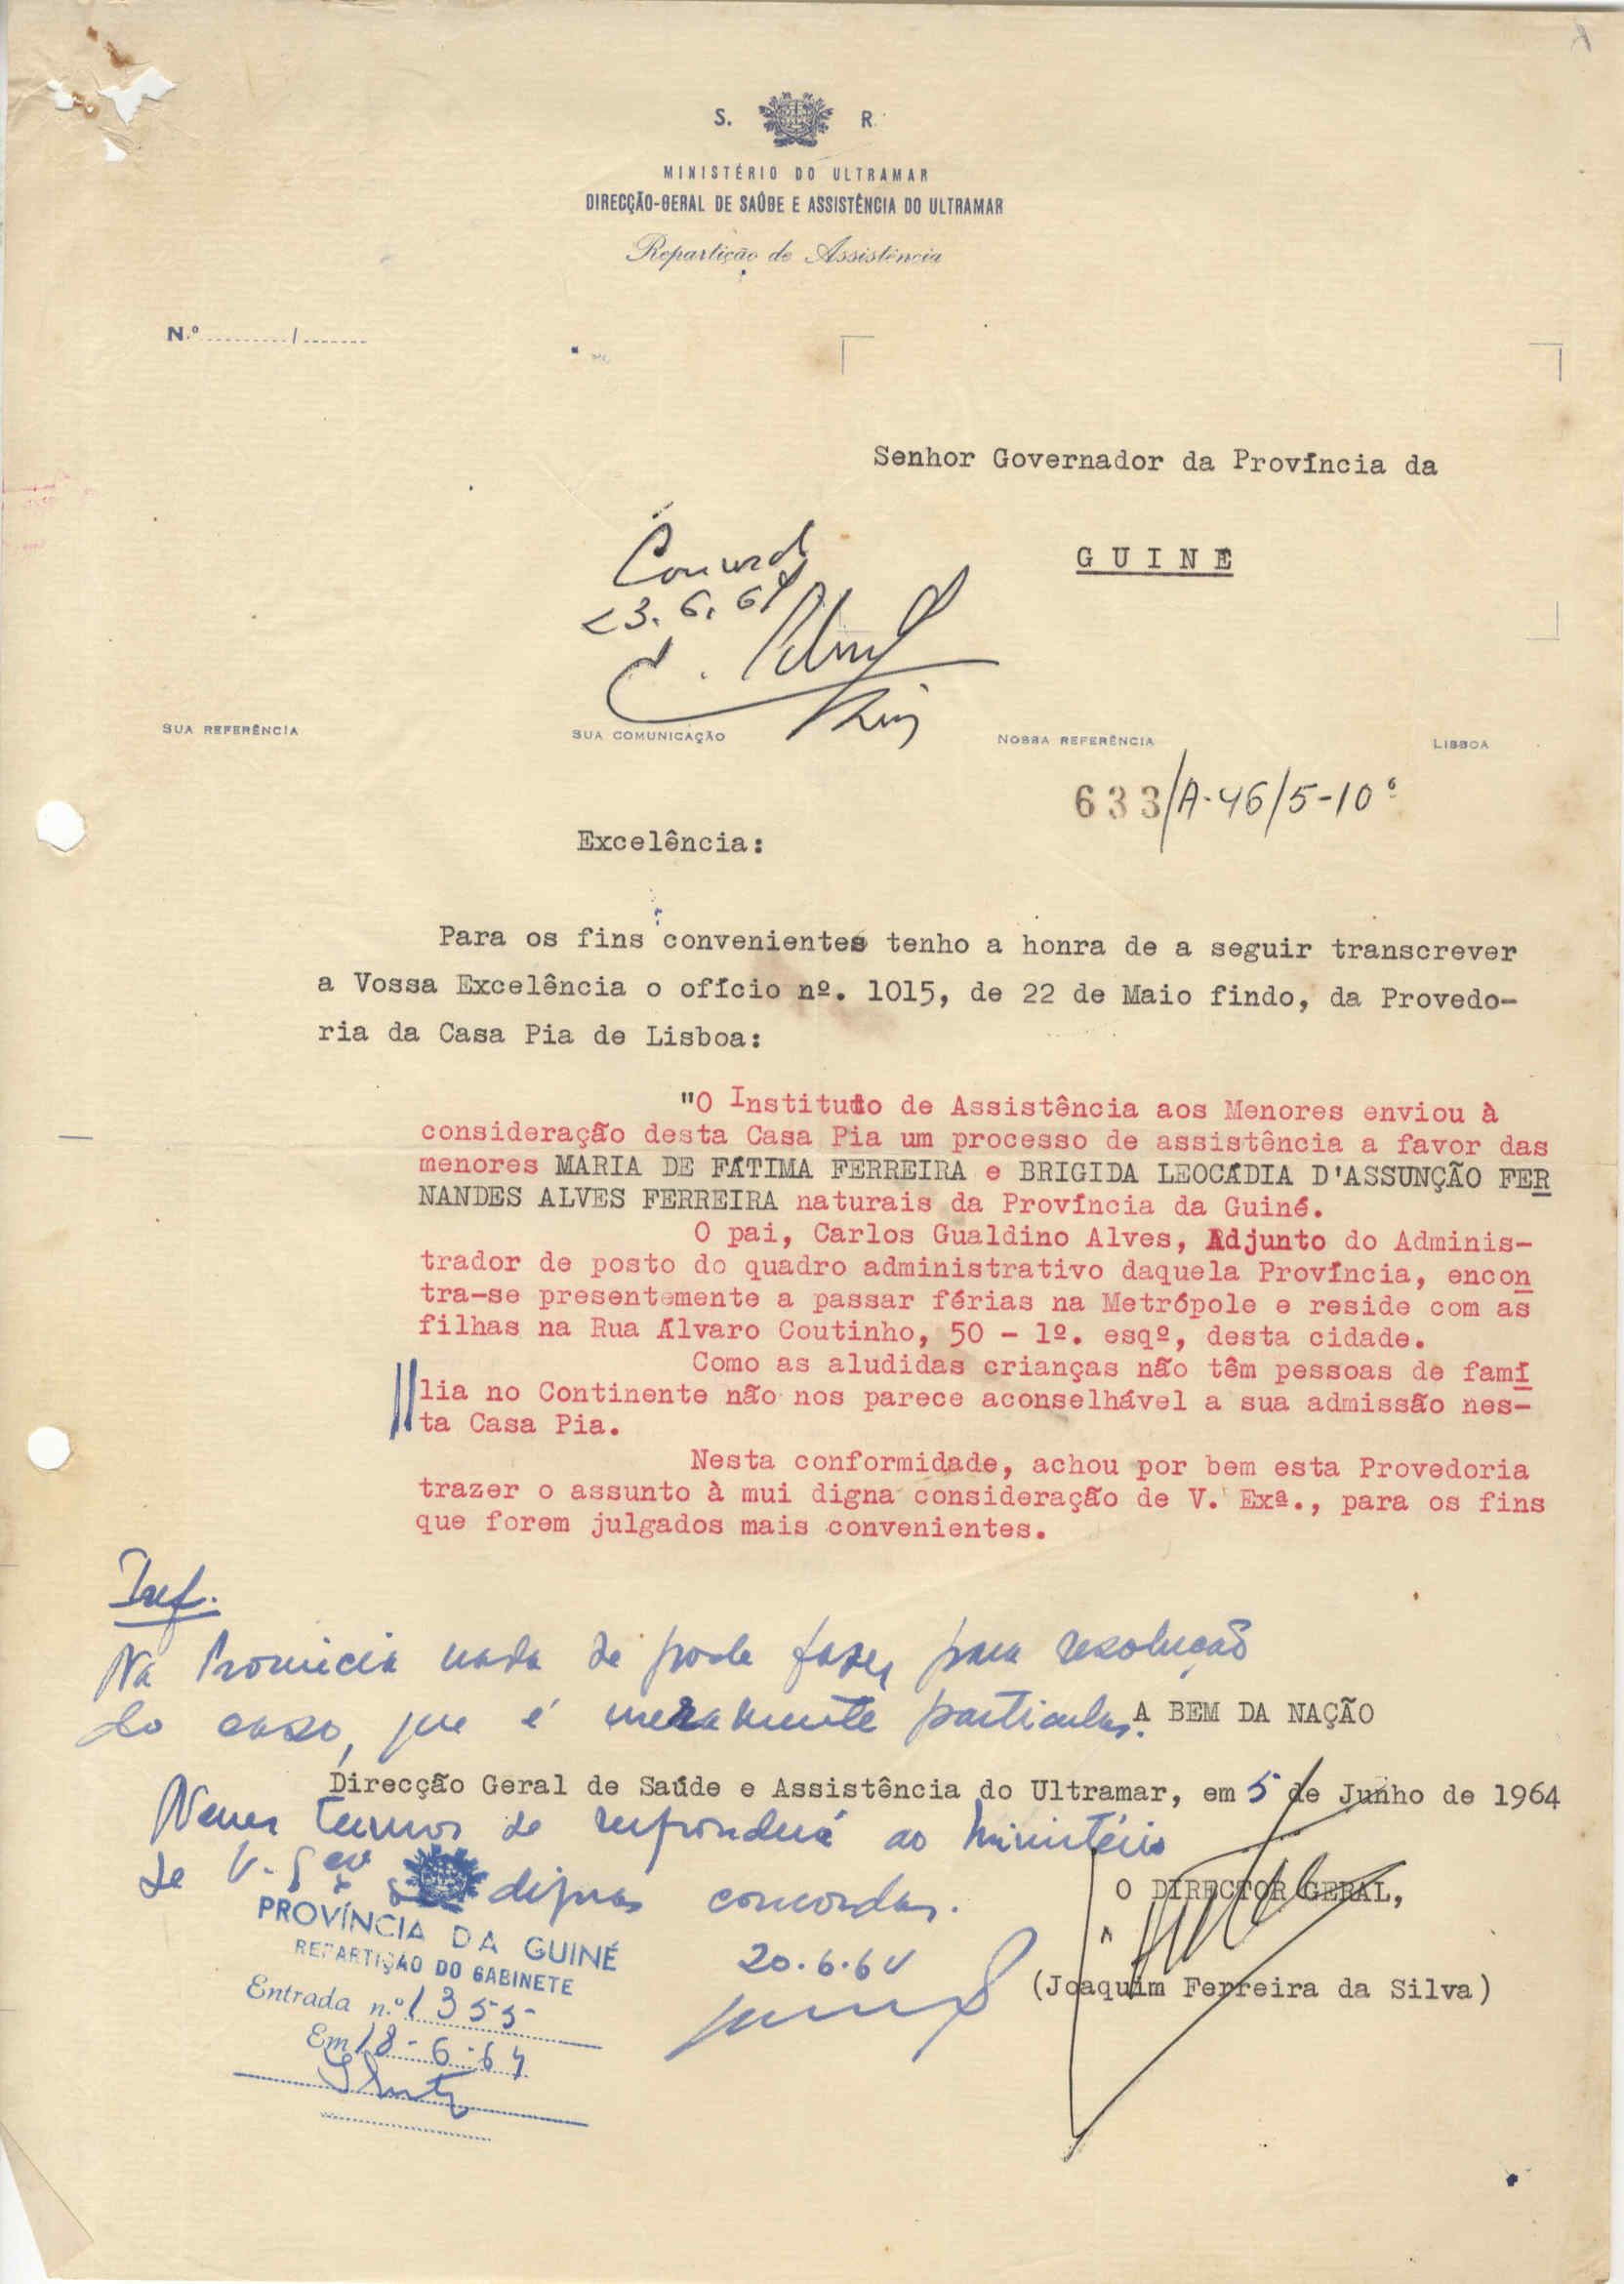 S. R.
MINISTÉRIO DO ULTRAMAR
DIRECÇÃO-GERAL DE SAÚDE E ASSISTÊNCIA DO ULTRAMAR
Repartição de Assistência
N.º ........./.......
Senhor Governador da Província da
GUINÉ
Concordo
23.6.64
SUA REFERÊNCIA SUA COMUNICAÇÃO NOSSA REFERÊNCIA LISBOA
633/A-46/5-10º
Excelência:
Para os fins convenientes tenho a honra de a seguir transcrever
a Vossa Excelência o ofício nº. 1015, de 22 de Maio findo, da Provedo-
ria da Casa Pia de Lisboa:
"O Instituto de Assistência aos Menores enviou à
consideração desta Casa Pia um processo de assistência a favor das
menores MARIA DE FÁTIMA FERREIRA e BRIGIDA LEOCÁDIA D'ASSUNÇÃO FER
NANDES ALVES FERREIRA naturais da Província da Guiné.
O pai, Carlos Gualdino Alves, Adjunto do Adminis-
trador de posto do quadro administrativo daquela Província, encon
tra-se presentemente a passar férias na Metrópole e reside com as
filhas na Rua Álvaro Coutinho, 50 - 1º. esqº, desta cidade.
Como as aludidas crianças não têm pessoas de famí
lia no Continente não nos parece aconselhável a sua admissão nes-
ta Casa Pia.
Nesta conformidade, achou por bem esta Provedoria
trazer o assunto à mui digna consideração de V. Exª., para os fins
que forem julgados mais convenientes.
Inf.
Na Provincia nada se pode fazer para resolução
do caso, que é meramente particular.
A BEM DA NAÇÃO
Direcção Geral de Saúde e Assistência do Ultramar, em 5 de Junho de 1964
Nesses termos se responderá ao Ministério
se V. Exª se dignar concordar.
O DIRECTOR GERAL,
PROVÍNCIA DA GUINÉ
REPARTIÇÃO DO GABINETE
20.6.64
Entrada n.º 1355
(Joaquim Ferreira da Silva)
Em 18-6-64